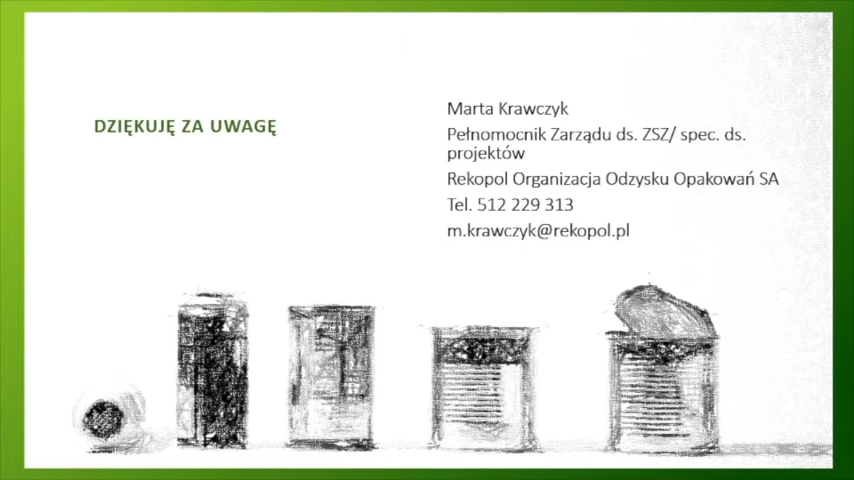 DZIĘKUJĘ ZA UWAGĘ
Marta Krawczyk
Pełnomocnik Zarządu ds. ZSZ/ spec. ds.
projektów
Rekopol Organizacja Odzysku Opakowań SA
Tel. 512 229 313
m.krawczyk@rekopol.pl